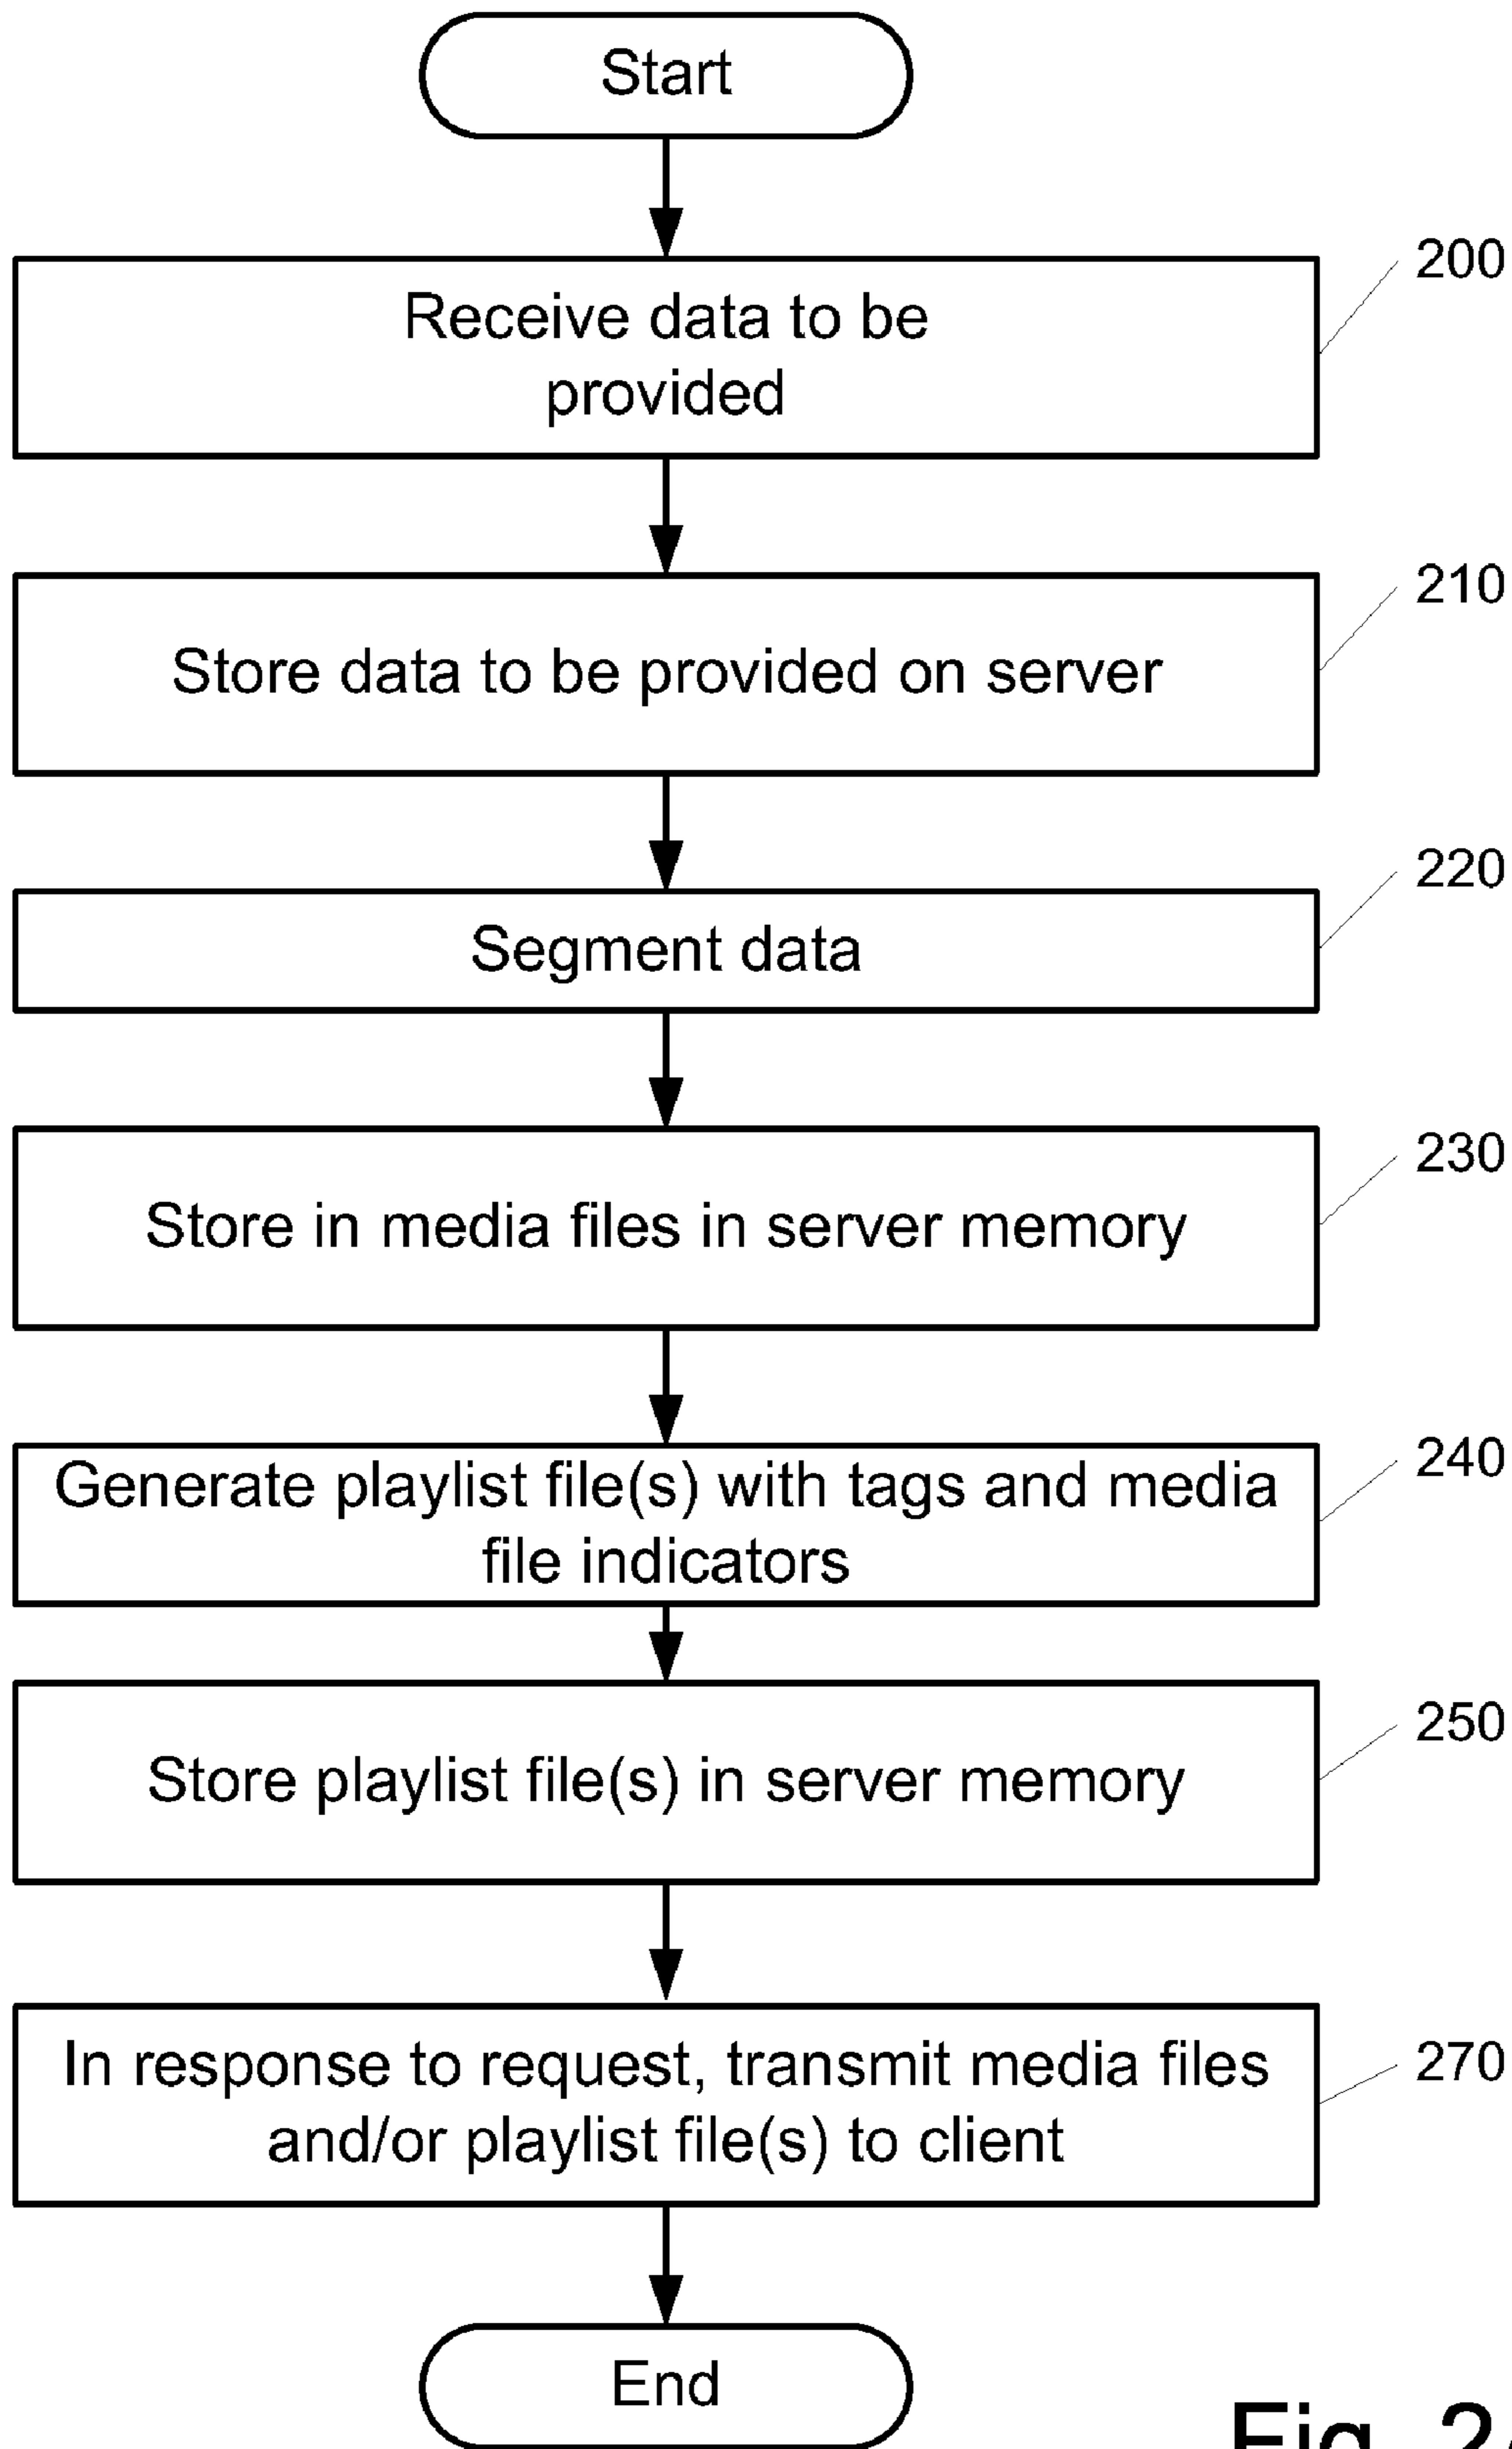 Start
200
Receive data to be
provided
210
Store data to be provided on server
220
Segment data
230
Store in media files in server memory
240
Generate playlist file(s) with tags and media
file indicators
250
Store playlist file(s) in server memory
270
In response to request, transmit media files
and/or playlist file(s) to client
End
Fig. 2